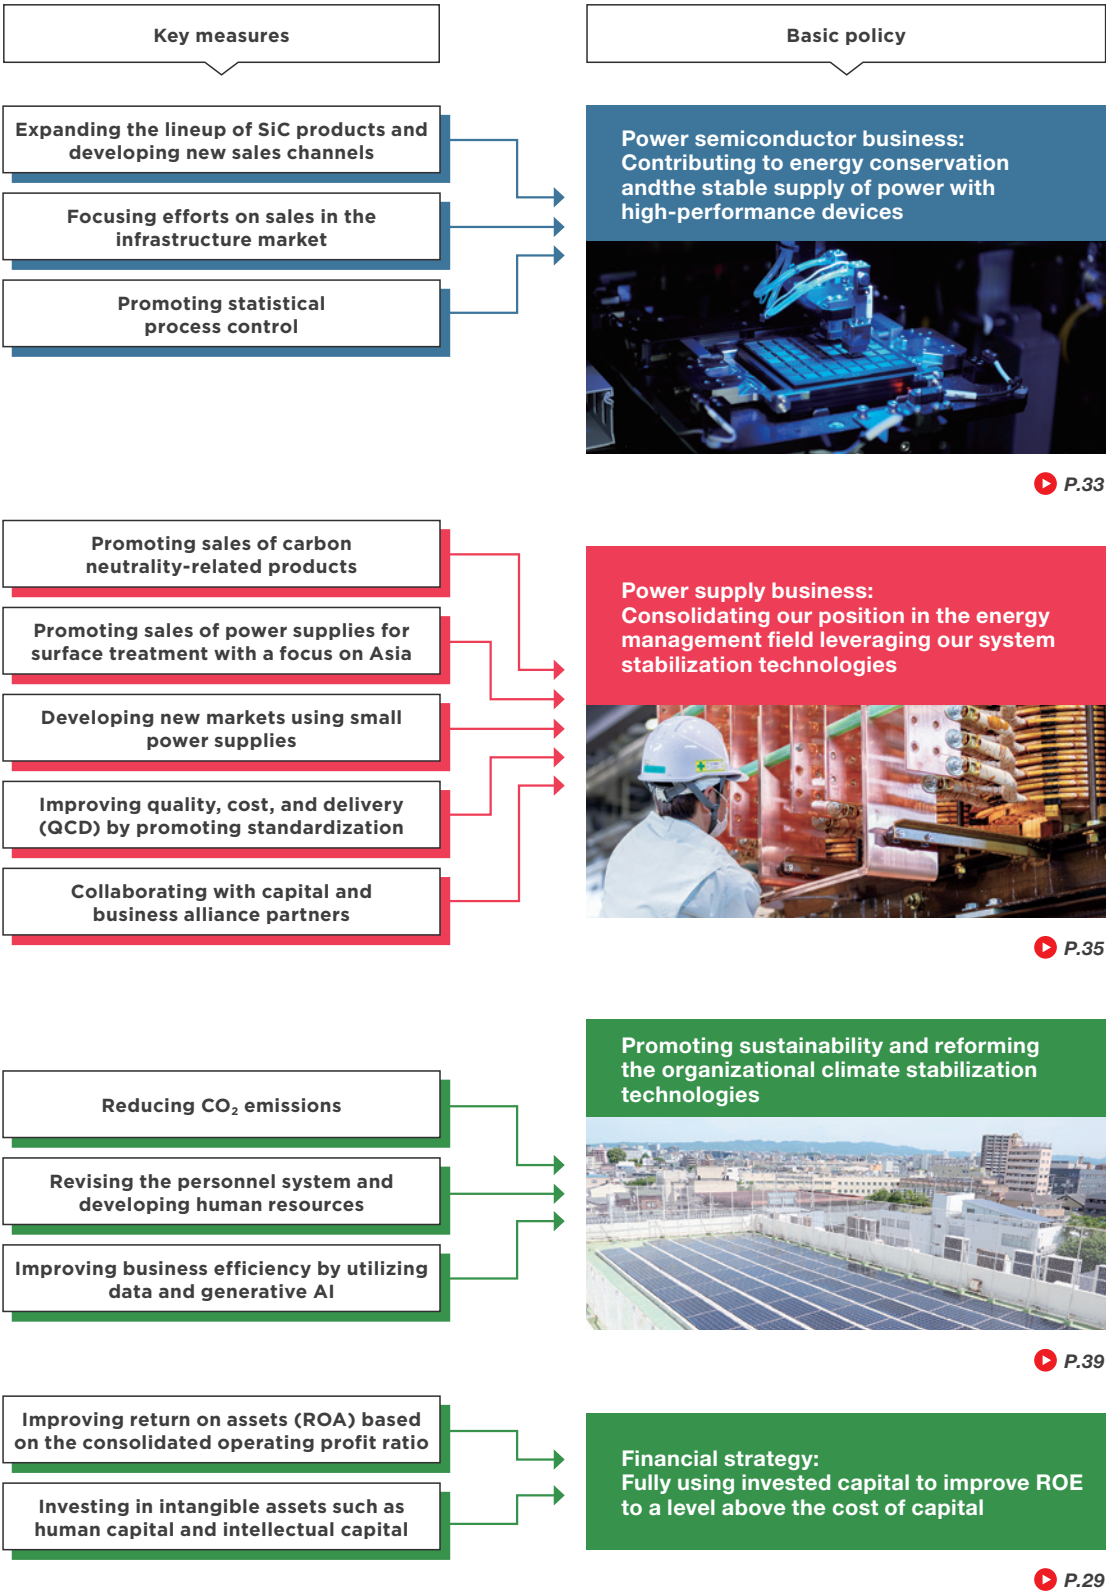 Key measures
Basic policy
Expanding the lineup of SiC products and
developing new sales channels
Focusing efforts on sales in the
infrastructure market
Promoting statistical
process control
Power semiconductor business:
Contributing to energy conservation
andthe stable supply of power with
high-performance devices
P.33
Promoting sales of carbon
neutrality-related products
Promoting sales of power supplies for
surface treatment with a focus on Asia
Developing new markets using small
power supplies
Improving quality, cost, and delivery
(QCD) by promoting standardization
Collaborating with capital and
business alliance partners
Power supply business:
Consolidating our position in the energy
management field leveraging our system
stabilization technologies
P.35
Reducing CO₂ emissions
Revising the personnel system and
developing human resources
Improving business efficiency by utilizing
data and generative AI
Promoting sustainability and reforming
the organizational climate stabilization
technologies
P.39
Improving return on assets (ROA) based
on the consolidated operating profit ratio
Investing in intangible assets such as
human capital and intellectual capital
Financial strategy:
Fully using invested capital to improve ROE
to a level above the cost of capital
P.29